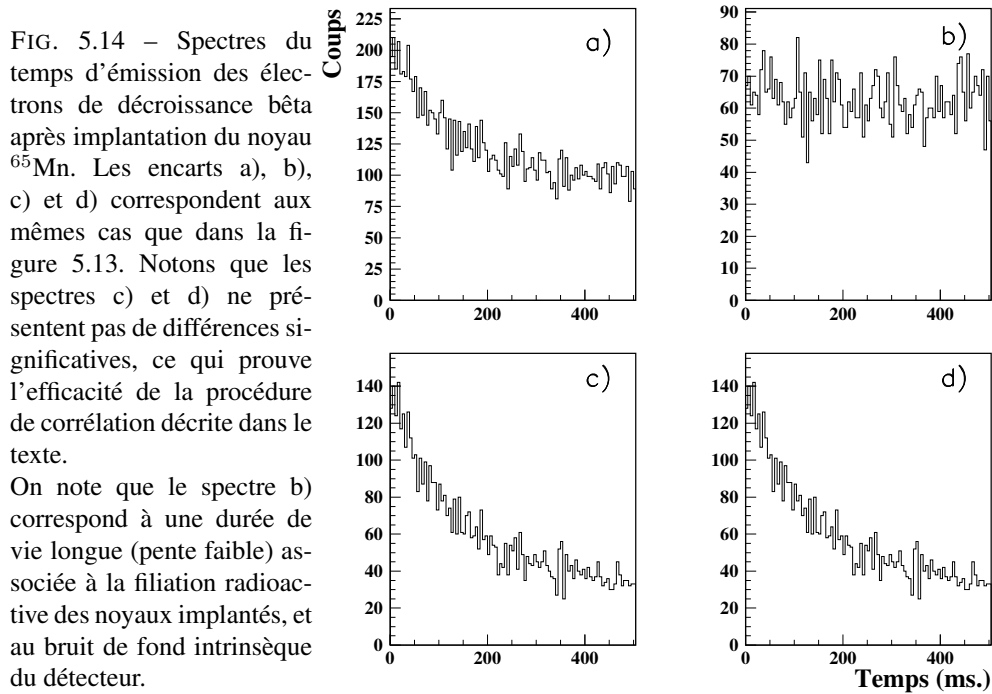 FIG. 5.14 – Spectres du
temps d'émission des élec-
trons de décroissance bêta
après implantation du noyau
⁶⁵Mn. Les encarts a), b),
c) et d) correspondent aux
mêmes cas que dans la fi-
gure 5.13. Notons que les
spectres c) et d) ne pré-
sentent pas de différences si-
gnificatives, ce qui prouve
l'efficacité de la procédure
de corrélation décrite dans le
texte.
On note que le spectre b)
correspond à une durée de
vie longue (pente faible) as-
sociée à la filiation radioac-
tive des noyaux implantés, et
au bruit de fond intrinsèque
du détecteur.
Coups
a)
225
200
175
150
125
100
75
50
25
0
0 200 400
b)
90
80
70
60
50
40
30
20
10
0
0 200 400
c)
140
120
100
80
60
40
20
0
0 200 400
d)
140
120
100
80
60
40
20
0
0 200 400
Temps (ms.)